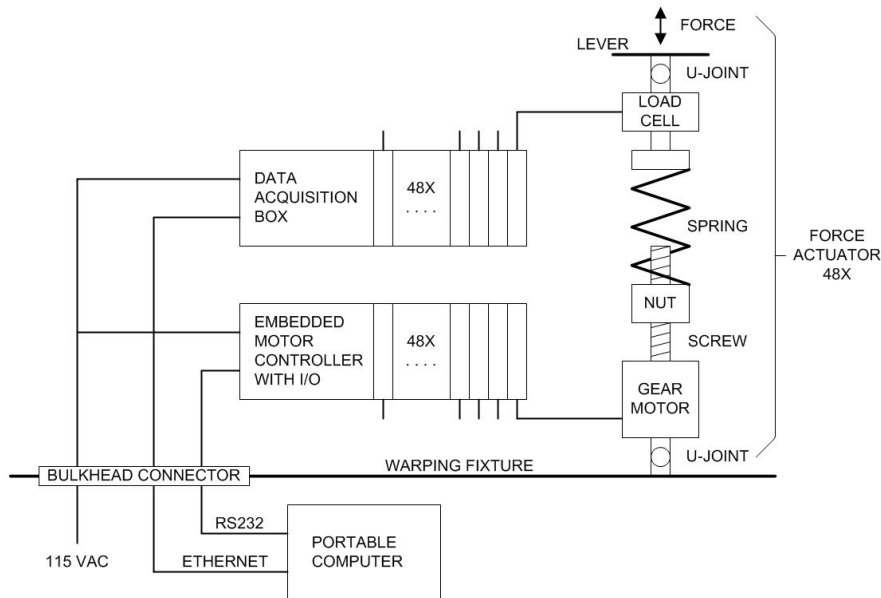 FORCE
LEVER
U-JOINT
LOAD
CELL
DATA
ACQUISITION
BOX
48X
. . . .
SPRING
FORCE
ACTUATOR
48X
NUT
EMBEDDED
MOTOR
CONTROLLER
WITH I/O
48X
. . . .
SCREW
GEAR
MOTOR
U-JOINT
WARPING FIXTURE
BULKHEAD CONNECTOR
RS232
115 VAC
ETHERNET
PORTABLE
COMPUTER